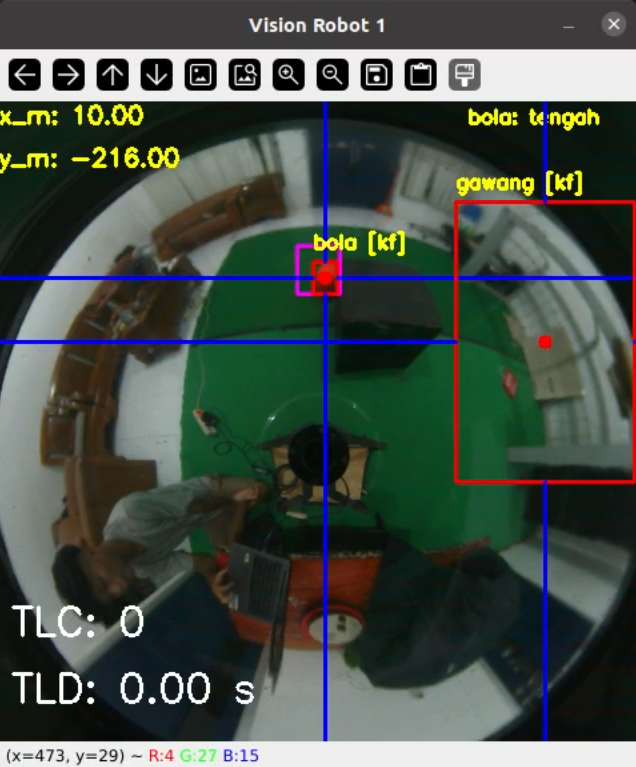 Vision Robot 1
x_m: 10.00
bola: tengah
y_m: -216.00
gawang [kf]
bola [kf]
TLC: 0
TLD: 0.00 s
(x=473, y=29) ~ R:4 G:27 B:15